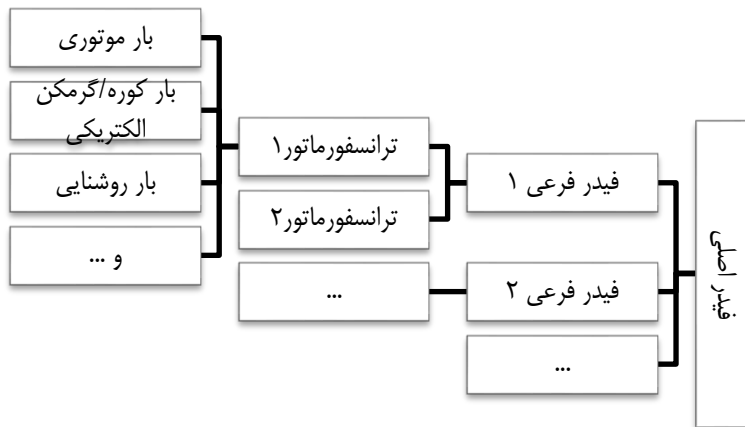 فیدر اصلی
فیدر فرعی ۱
فیدر فرعی ۲
...
ترانسفورماتور۱
ترانسفورماتور۲
...
بار موتوری
بار کوره/گرمکن
الکتریکی
بار روشنایی
و ...